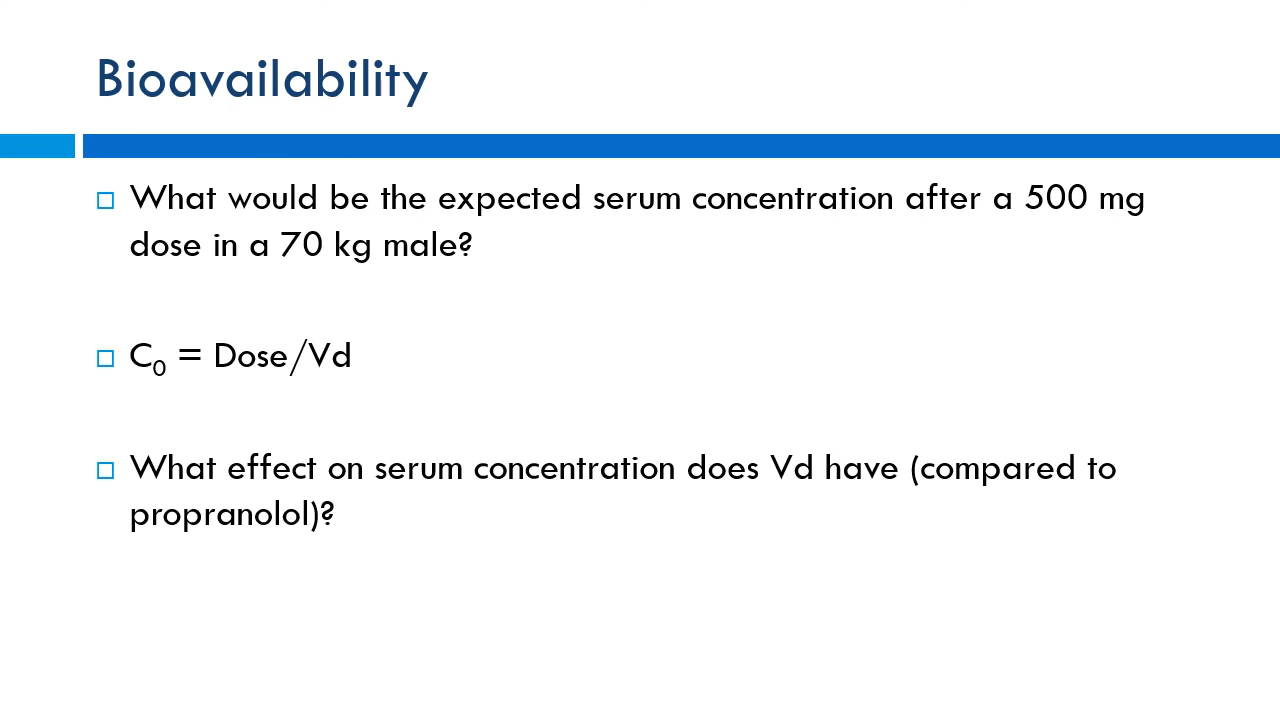 Bioavailability
What would be the expected serum concentration after a 500 mg
dose in a 70 kg male?
C₀ = Dose/Vd
What effect on serum concentration does Vd have (compared to
propranolol)?